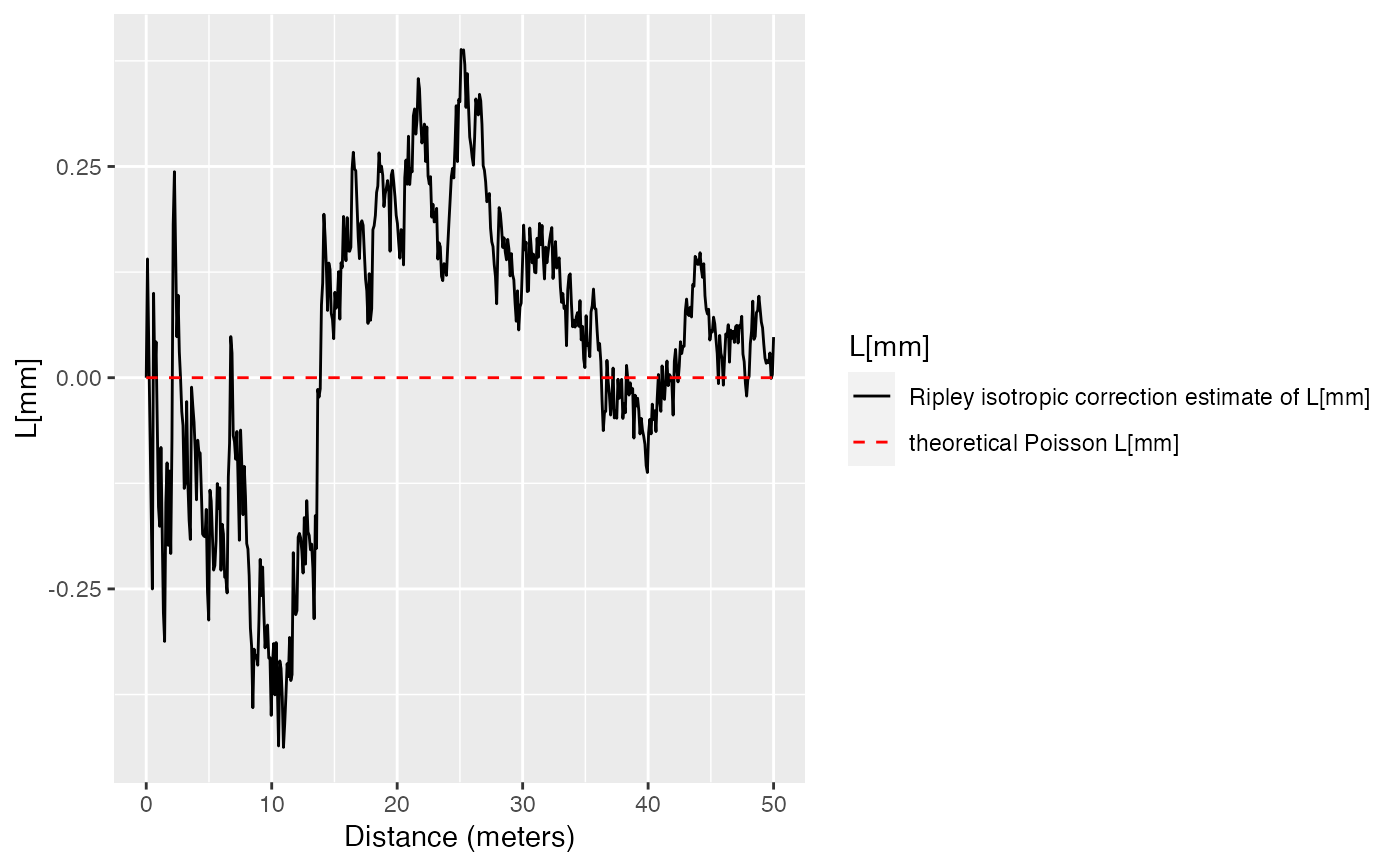 0.25
0.00
-0.25
L[mm]
0
10
20
30
40
50
Distance (meters)
L[mm]
Ripley isotropic correction estimate of L[mm]
theoretical Poisson L[mm]